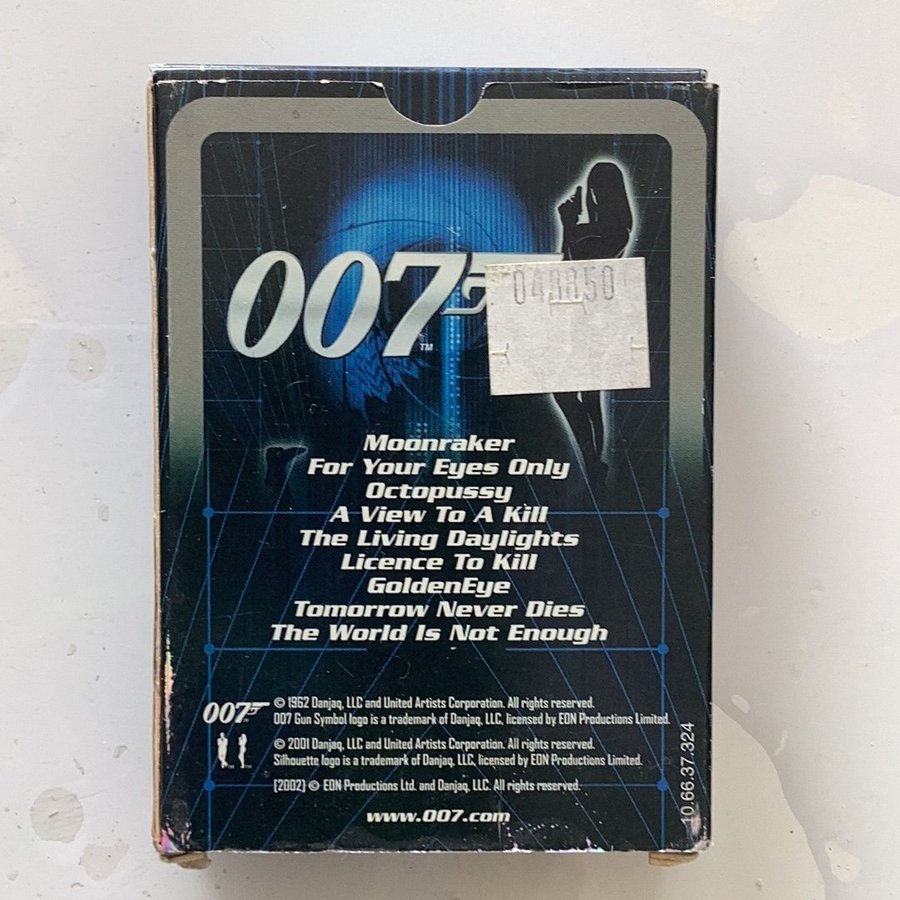 007
TM
048850
Moonraker
For Your Eyes Only
Octopussy
A View To A Kill
The Living Daylights
Licence To Kill
GoldenEye
Tomorrow Never Dies
The World Is Not Enough
007
© 1962 Danjaq, LLC and United Artists Corporation. All rights reserved.
007 Gun Symbol logo is a trademark of Danjaq, LLC, licensed by EON Productions Limited.
© 2001 Danjaq, LLC and United Artists Corporation. All rights reserved.
Silhouette logo is a trademark of Danjaq, LLC, licensed by EON Productions Limited.
(2002) © EON Productions Ltd. and Danjaq, LLC. All rights reserved.
www.007.com
10.66.37.324